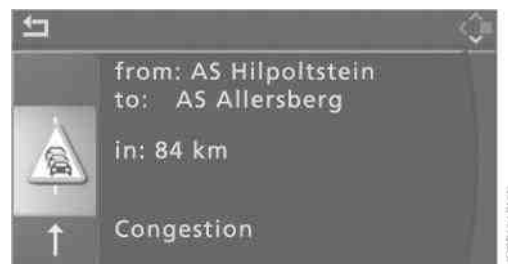 from: AS Hilpoltstein
to: AS Allersberg
in: 84 km
Congestion